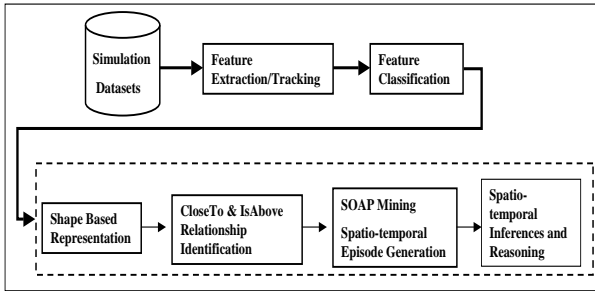 Simulation
Datasets
Feature
Extraction/Tracking
Feature
Classification
Shape Based
Representation
CloseTo & IsAbove
Relationship
Identification
SOAP Mining
Spatio-temporal
Episode Generation
Spatio-
temporal
Inferences and
Reasoning